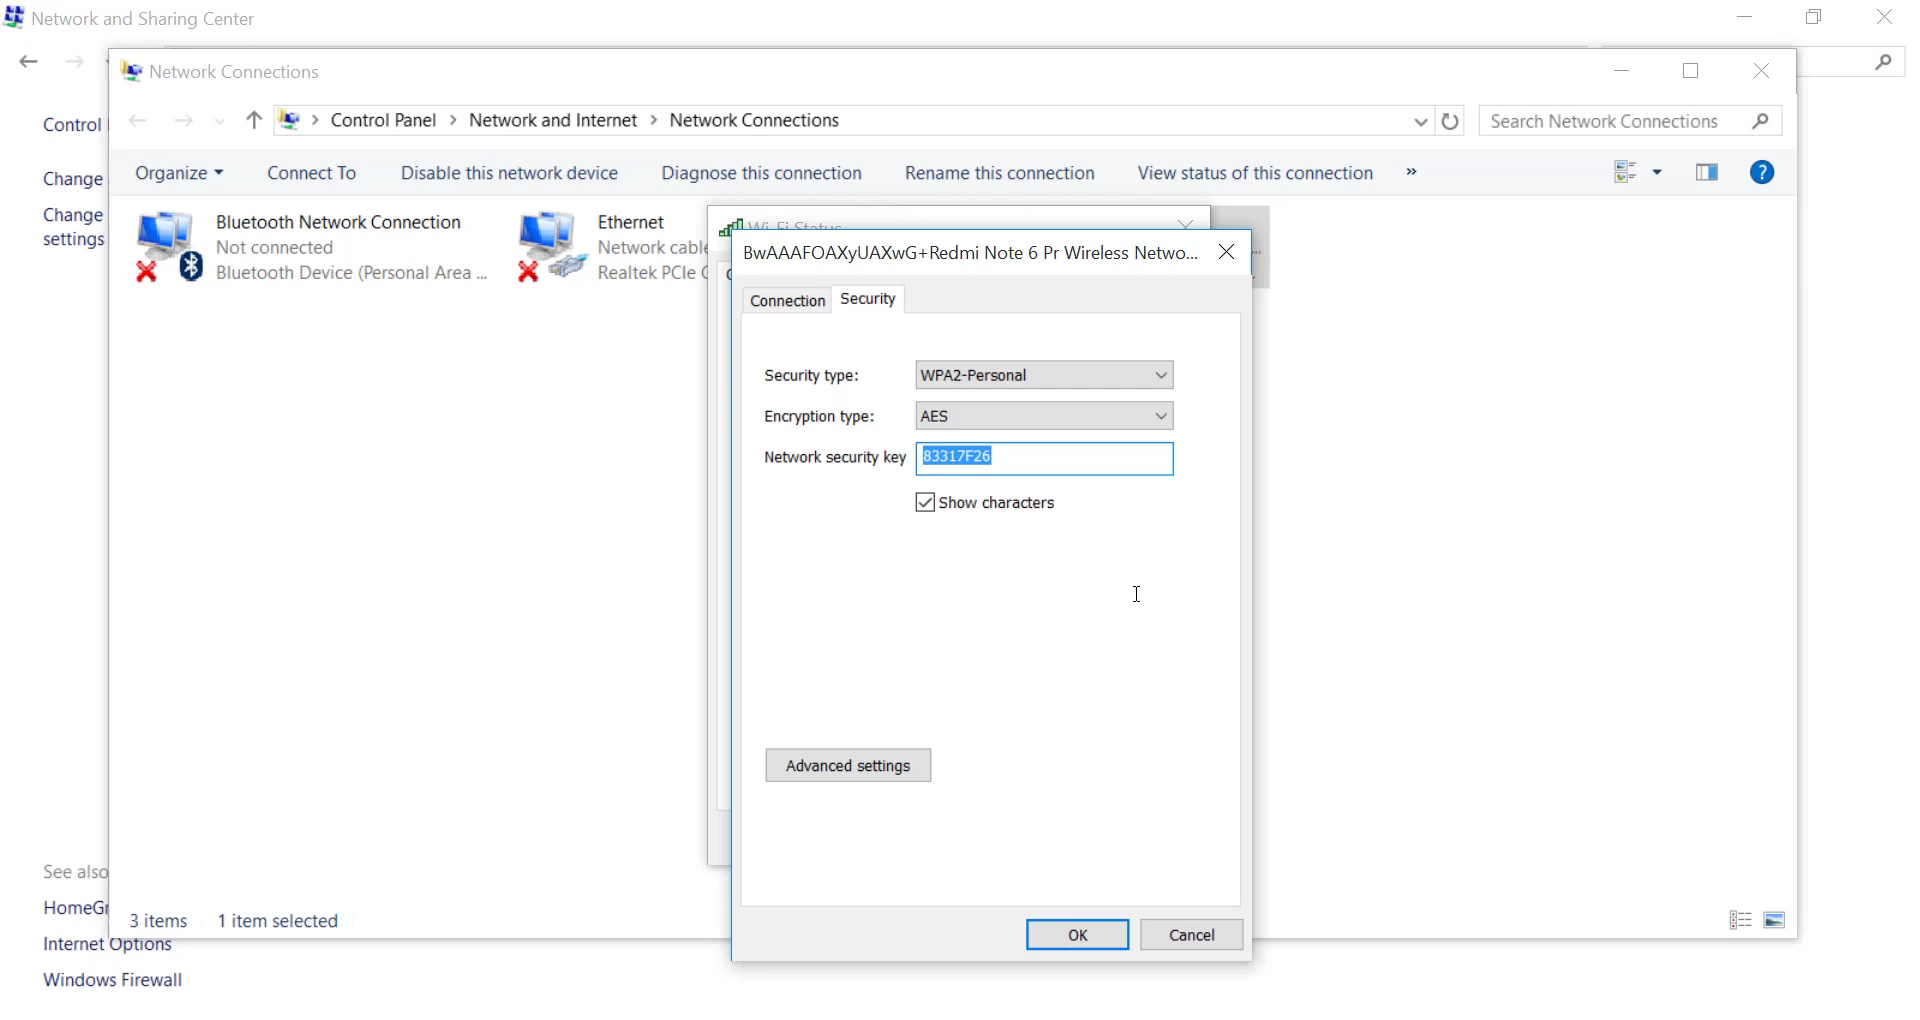 Network and Sharing Center
Network Connections
Control Panel > Network and Internet > Network Connections
Search Network Connections
Control
Change
Change
settings
Organize
Connect To
Disable this network device
Diagnose this connection
Rename this connection
View status of this connection
»
Bluetooth Network Connection
Not connected
Bluetooth Device (Personal Area ...
Ethernet
Network cable
Realtek PCIe
Wi-Fi Status
BwAAAFOAXyUAXwG+Redmi Note 6 Pr Wireless Netwo...
Connection
Security
Security type:
WPA2-Personal
Encryption type:
AES
Network security key
83317F26
Show characters
Advanced settings
OK
Cancel
See also
HomeGr
Internet Options
Windows Firewall
3 items
1 item selected